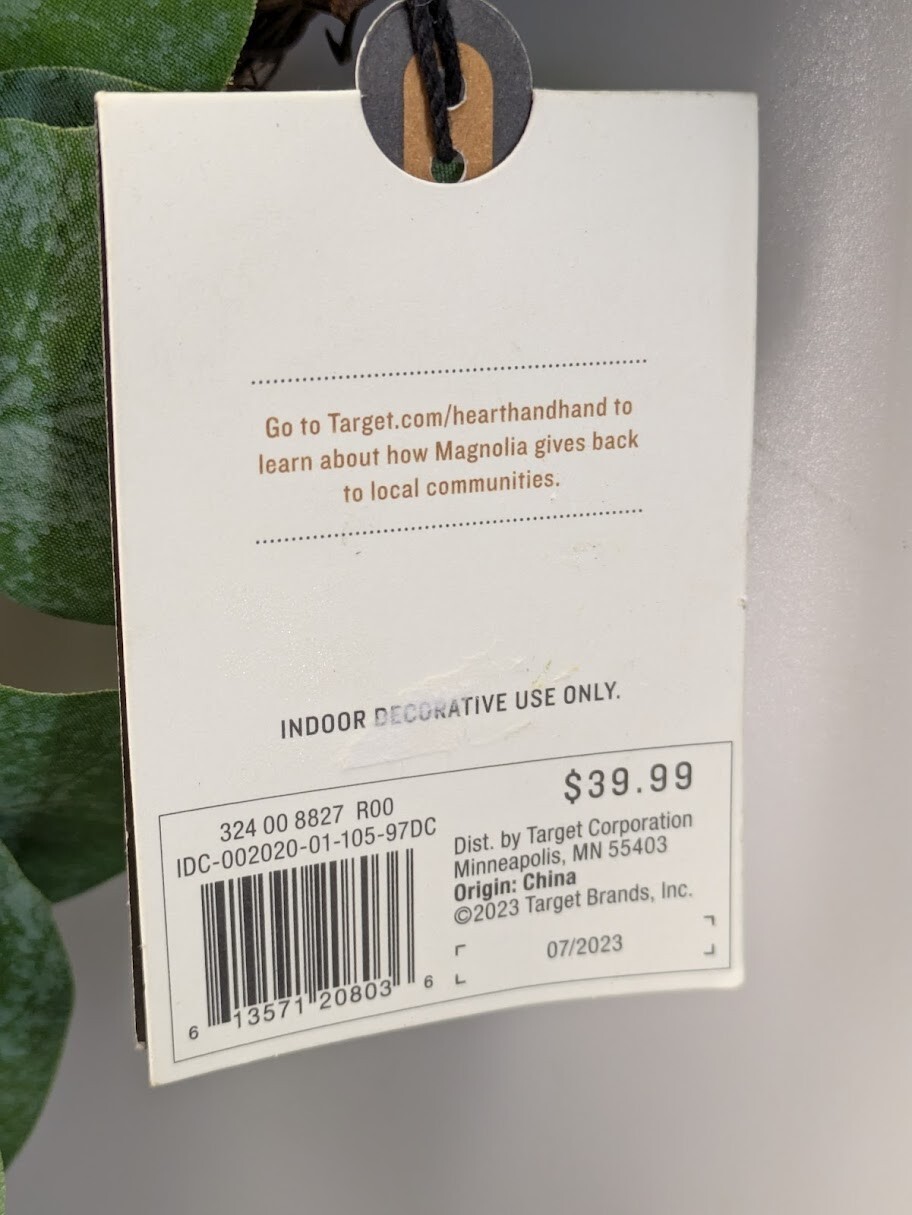 Go to Target.com/hearthandhand to
learn about how Magnolia gives back
to local communities.
INDOOR DECORATIVE USE ONLY.
$39.99
324 00 8827 R00
IDC-002020-01-105-97DC
Dist. by Target Corporation
Minneapolis, MN 55403
Origin: China
©2023 Target Brands, Inc.
07/2023
6 13571 20803 6